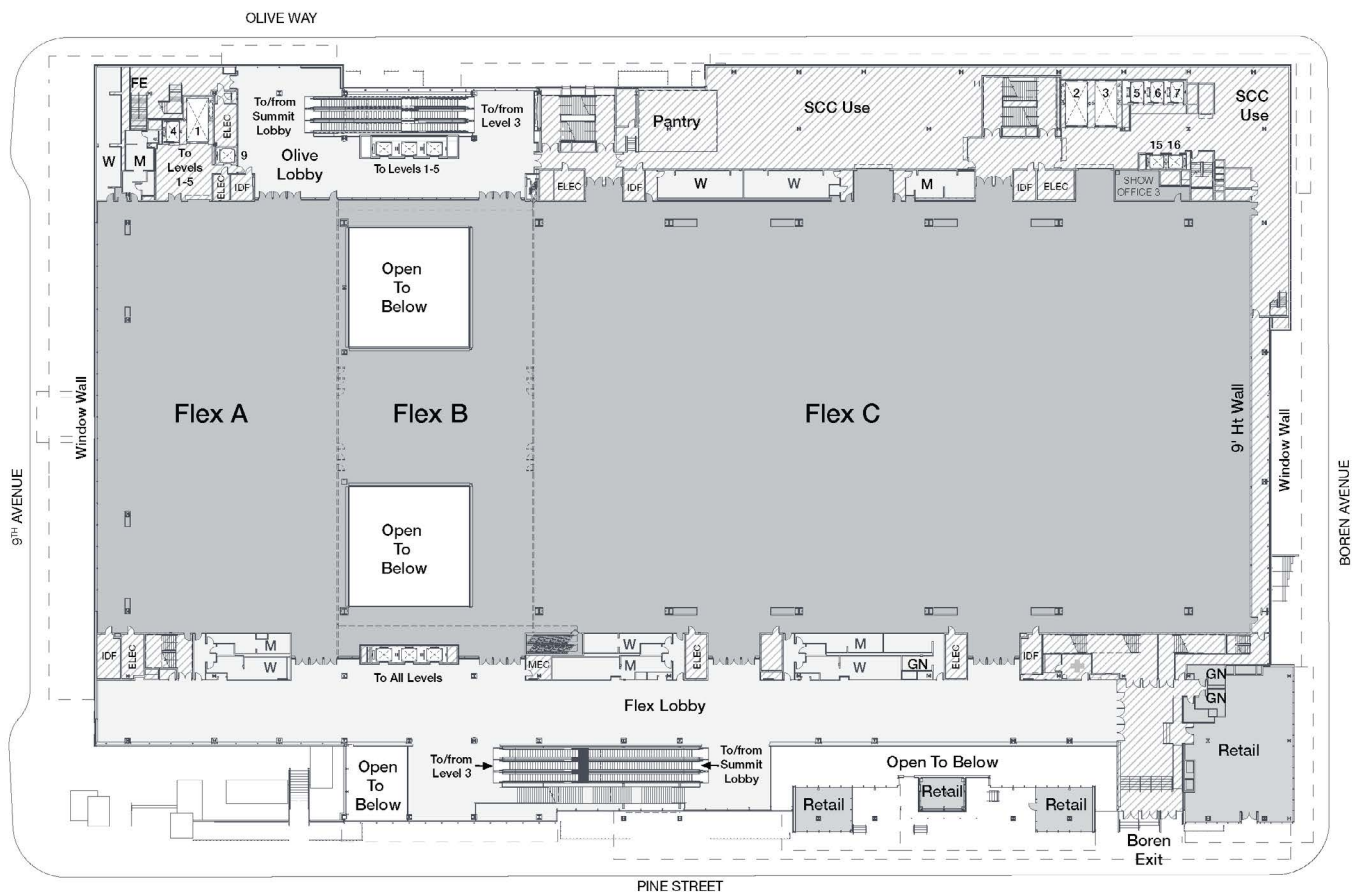 OLIVE WAY
FE
To/from
Summit
Lobby
To/from
Level 3
Pantry
SCC Use
2
3
5
6
7
SCC
Use
4
1
ELEC
W
M
To
Levels
1-5
9
ELEC
IDF
Olive
Lobby
To Levels 1-5
ELEC
IDF
W
W
M
IDF
ELEC
15 16
SHOW
OFFICE 3
Open
To
Below
Window Wall
Flex A
Flex B
Flex C
9' Ht Wall
Window Wall
9TH AVENUE
BOREN AVENUE
Open
To
Below
IDF
ELEC
M
W
To All Levels
MEC
W
M
ELEC
M
W
GN
ELEC
IDF
GN
GN
Flex Lobby
Retail
Open
To
Below
To/from
Level 3
To/from
Summit
Lobby
Open To Below
Retail
Retail
Retail
Boren
Exit
PINE STREET